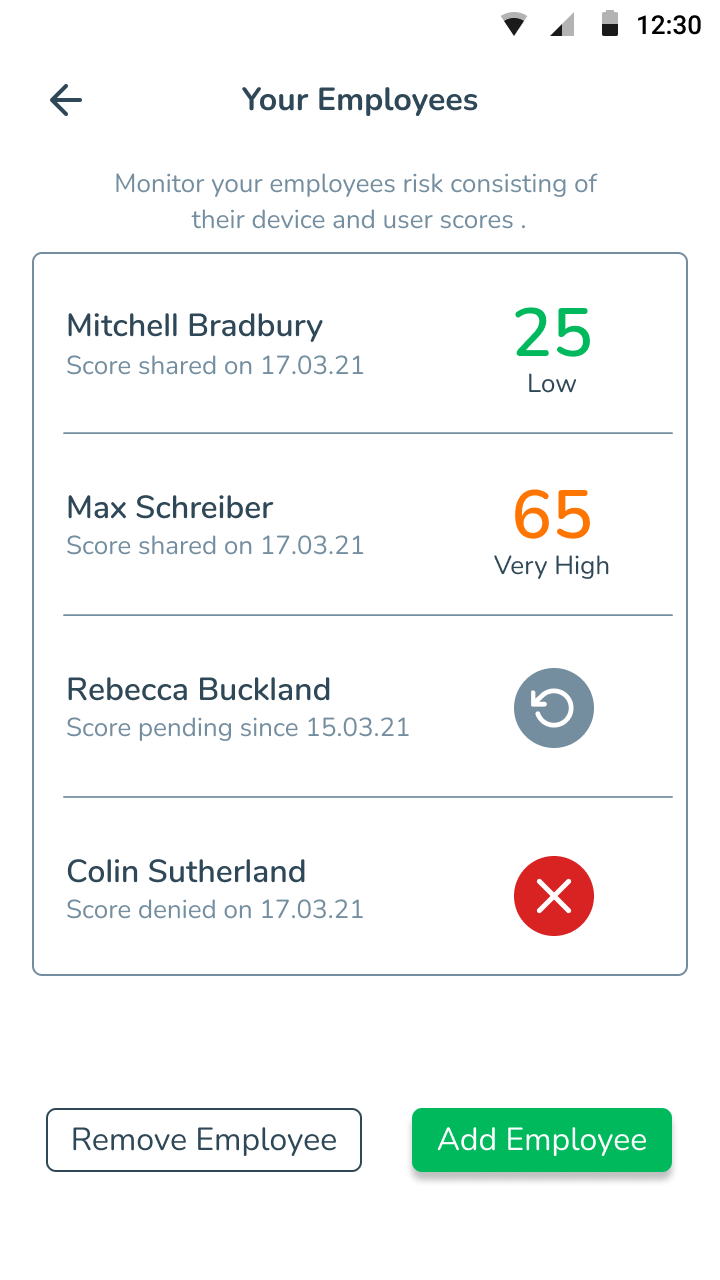 12:30
Your Employees
Monitor your employees risk consisting of
their device and user scores .
Mitchell Bradbury
Score shared on 17.03.21
25
Low
Max Schreiber
Score shared on 17.03.21
65
Very High
Rebecca Buckland
Score pending since 15.03.21
Colin Sutherland
Score denied on 17.03.21
Remove Employee
Add Employee